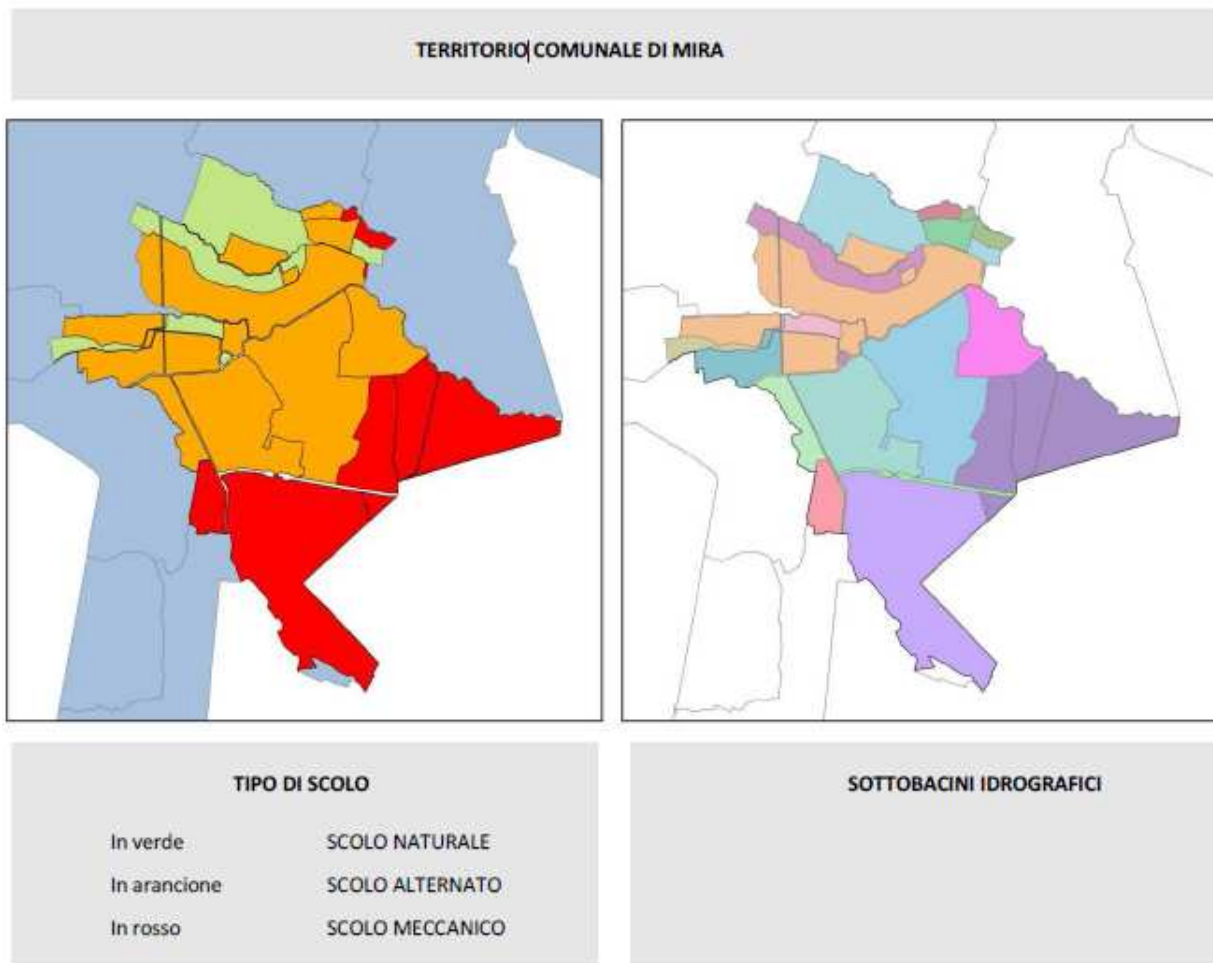 TERRITORIO COMUNALE DI MIRA
TIPO DI SCOLO
In verde SCOLO NATURALE
In arancione SCOLO ALTERNATO
In rosso SCOLO MECCANICO
SOTTOBACINI IDROGRAFICI